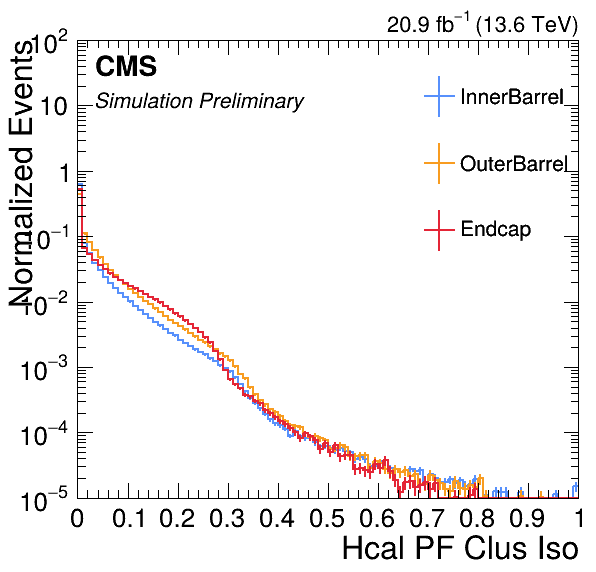 20.9 fb⁻¹ (13.6 TeV)
CMS
Simulation Preliminary
InnerBarrel
OuterBarrel
Endcap
Normalized Events
10²
10
1
10⁻¹
10⁻²
10⁻³
10⁻⁴
10⁻⁵
0 0.1 0.2 0.3 0.4 0.5 0.6 0.7 0.8 0.9 1
Hcal PF Clus Iso